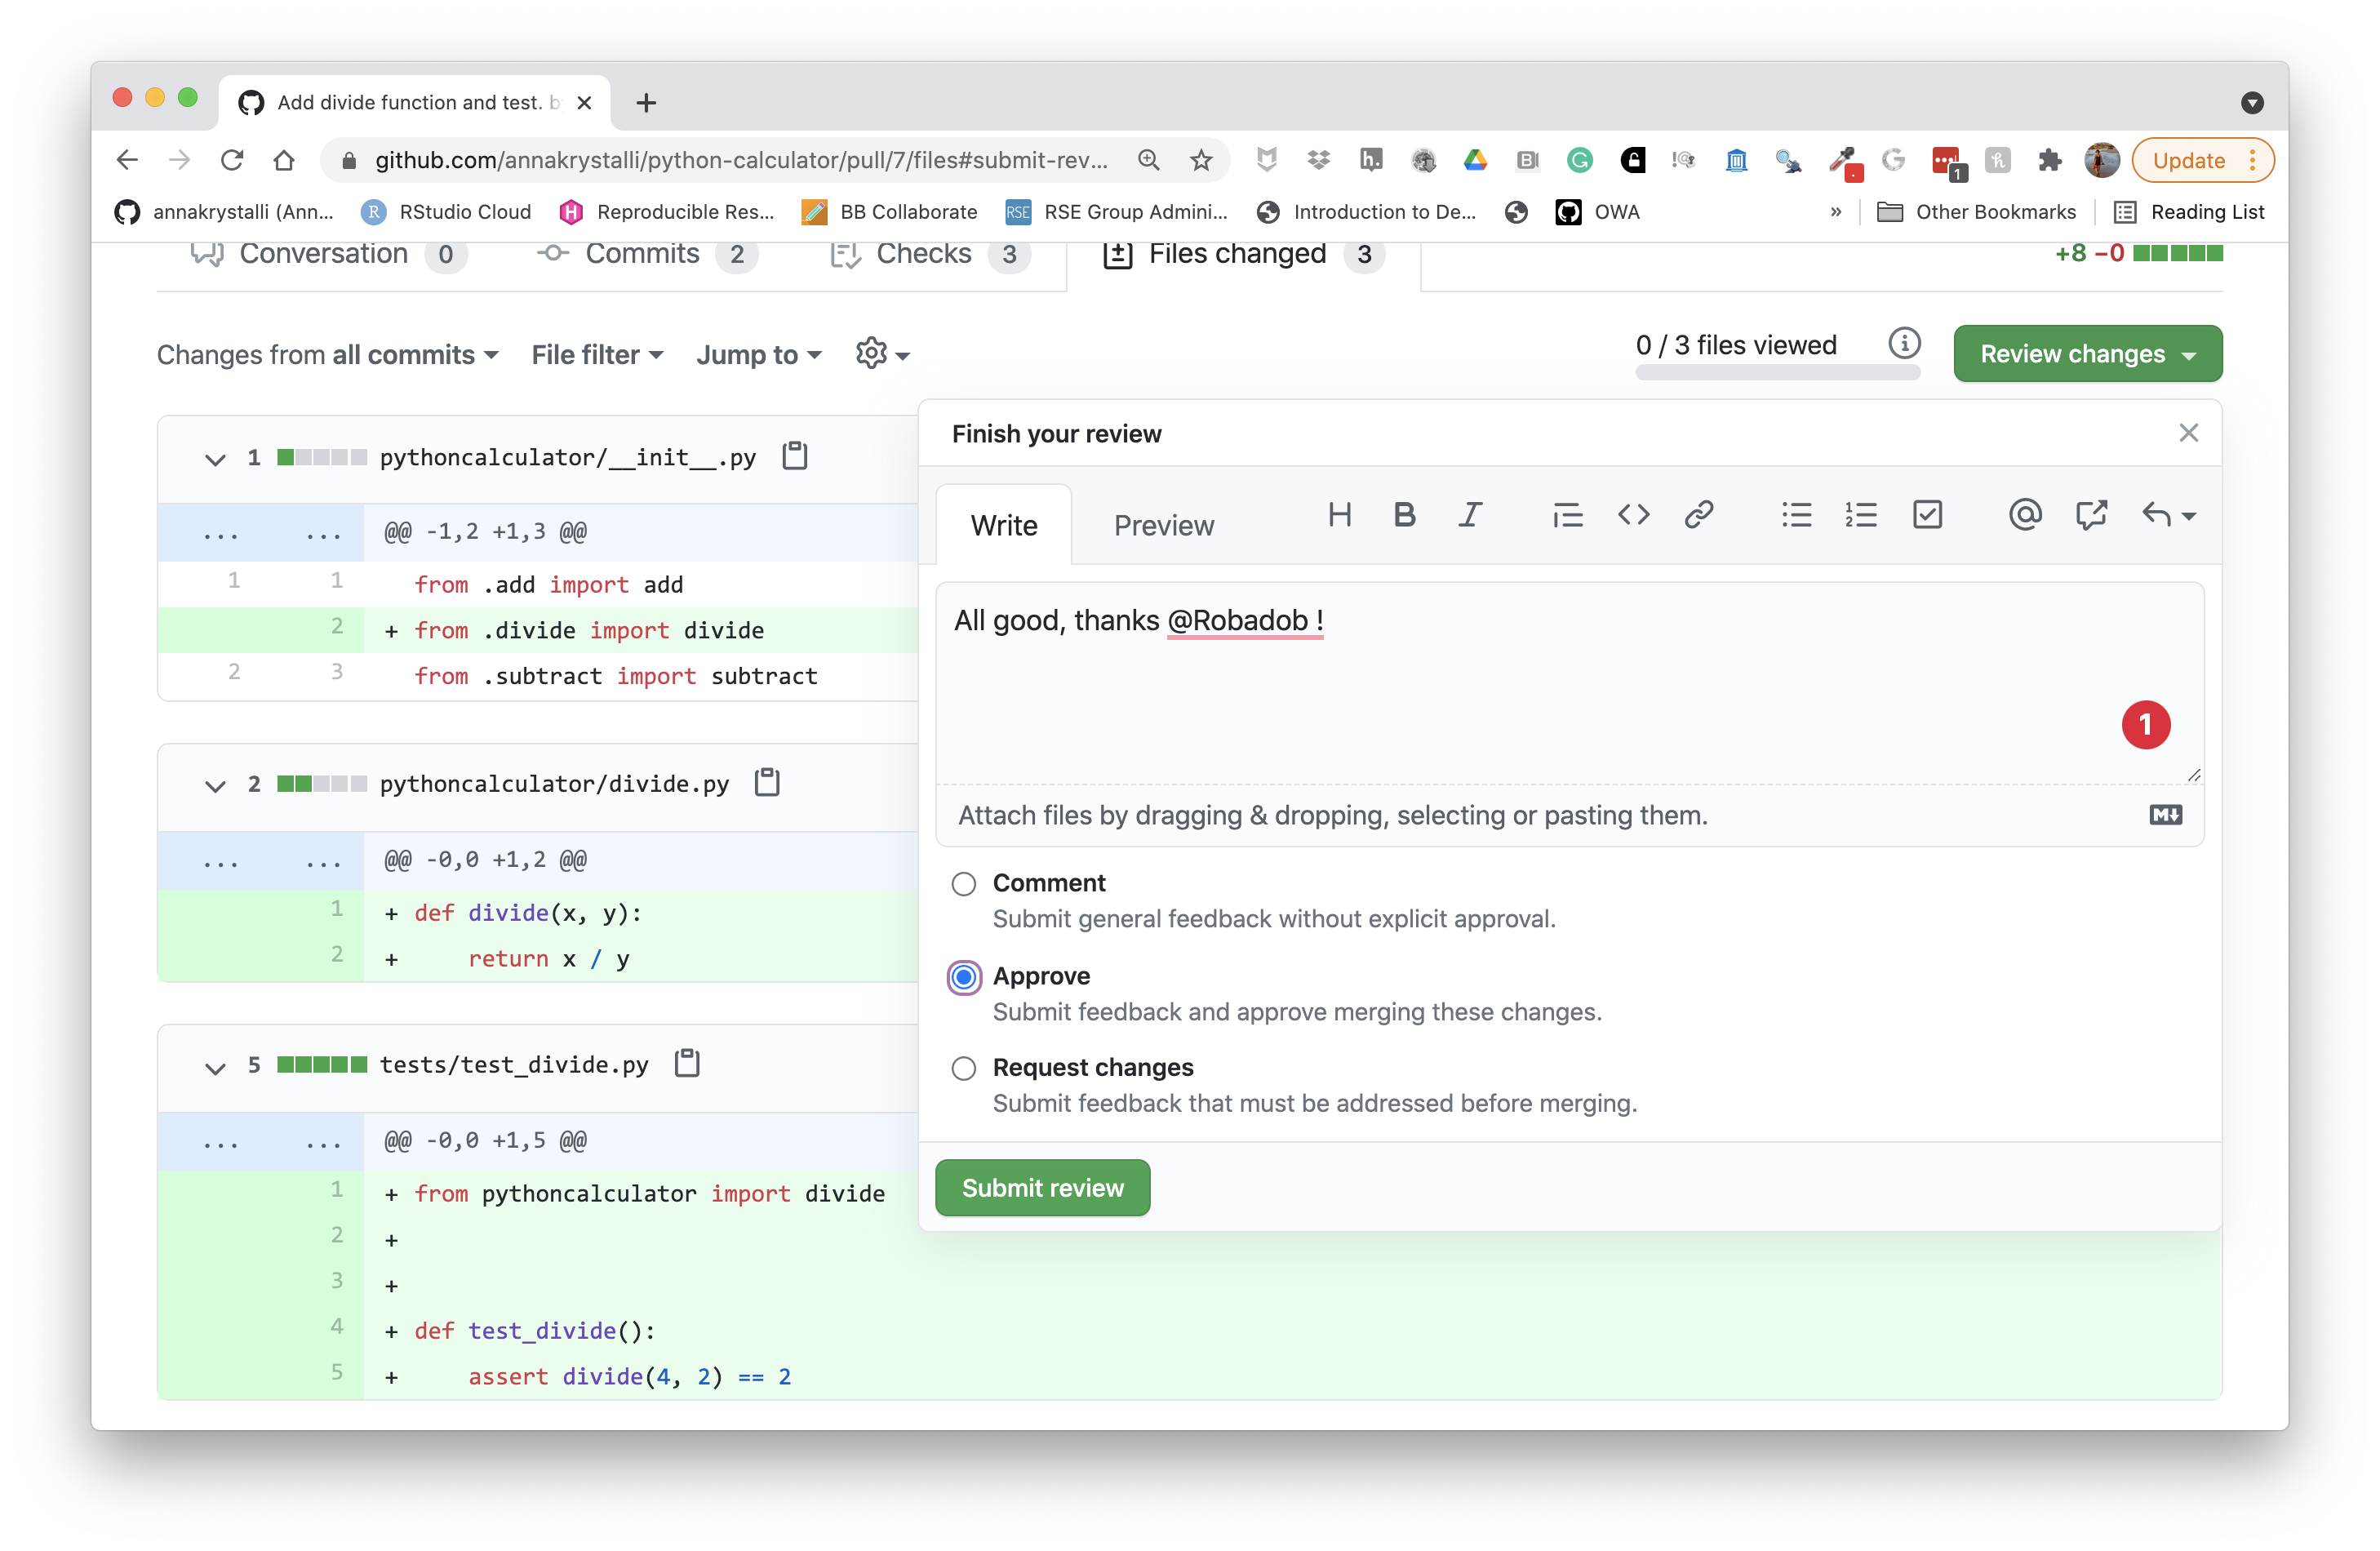 Add divide function and test. b
github.com/annakrystalli/python-calculator/pull/7/files#submit-rev...
Update
annakrystalli (Ann...
RStudio Cloud
Reproducible Res...
BB Collaborate
RSE Group Admini...
Introduction to De...
OWA
»
Other Bookmarks
Reading List
Conversation 0
Commits 2
Checks 3
Files changed 3
+8 −0
Changes from all commits
File filter
Jump to
0 / 3 files viewed
Review changes
1 pythoncalculator/__init__.py
... ... @@ -1,2 +1,3 @@
1 1 from .add import add
2 + from .divide import divide
2 3 from .subtract import subtract
2 pythoncalculator/divide.py
... ... @@ -0,0 +1,2 @@
1 + def divide(x, y):
2 + return x / y
5 tests/test_divide.py
... ... @@ -0,0 +1,5 @@
1 + from pythoncalculator import divide
2 +
3 +
4 + def test_divide():
5 + assert divide(4, 2) == 2
Finish your review
Write
Preview
All good, thanks @Robadob !
1
Attach files by dragging & dropping, selecting or pasting them.
Comment
Submit general feedback without explicit approval.
Approve
Submit feedback and approve merging these changes.
Request changes
Submit feedback that must be addressed before merging.
Submit review